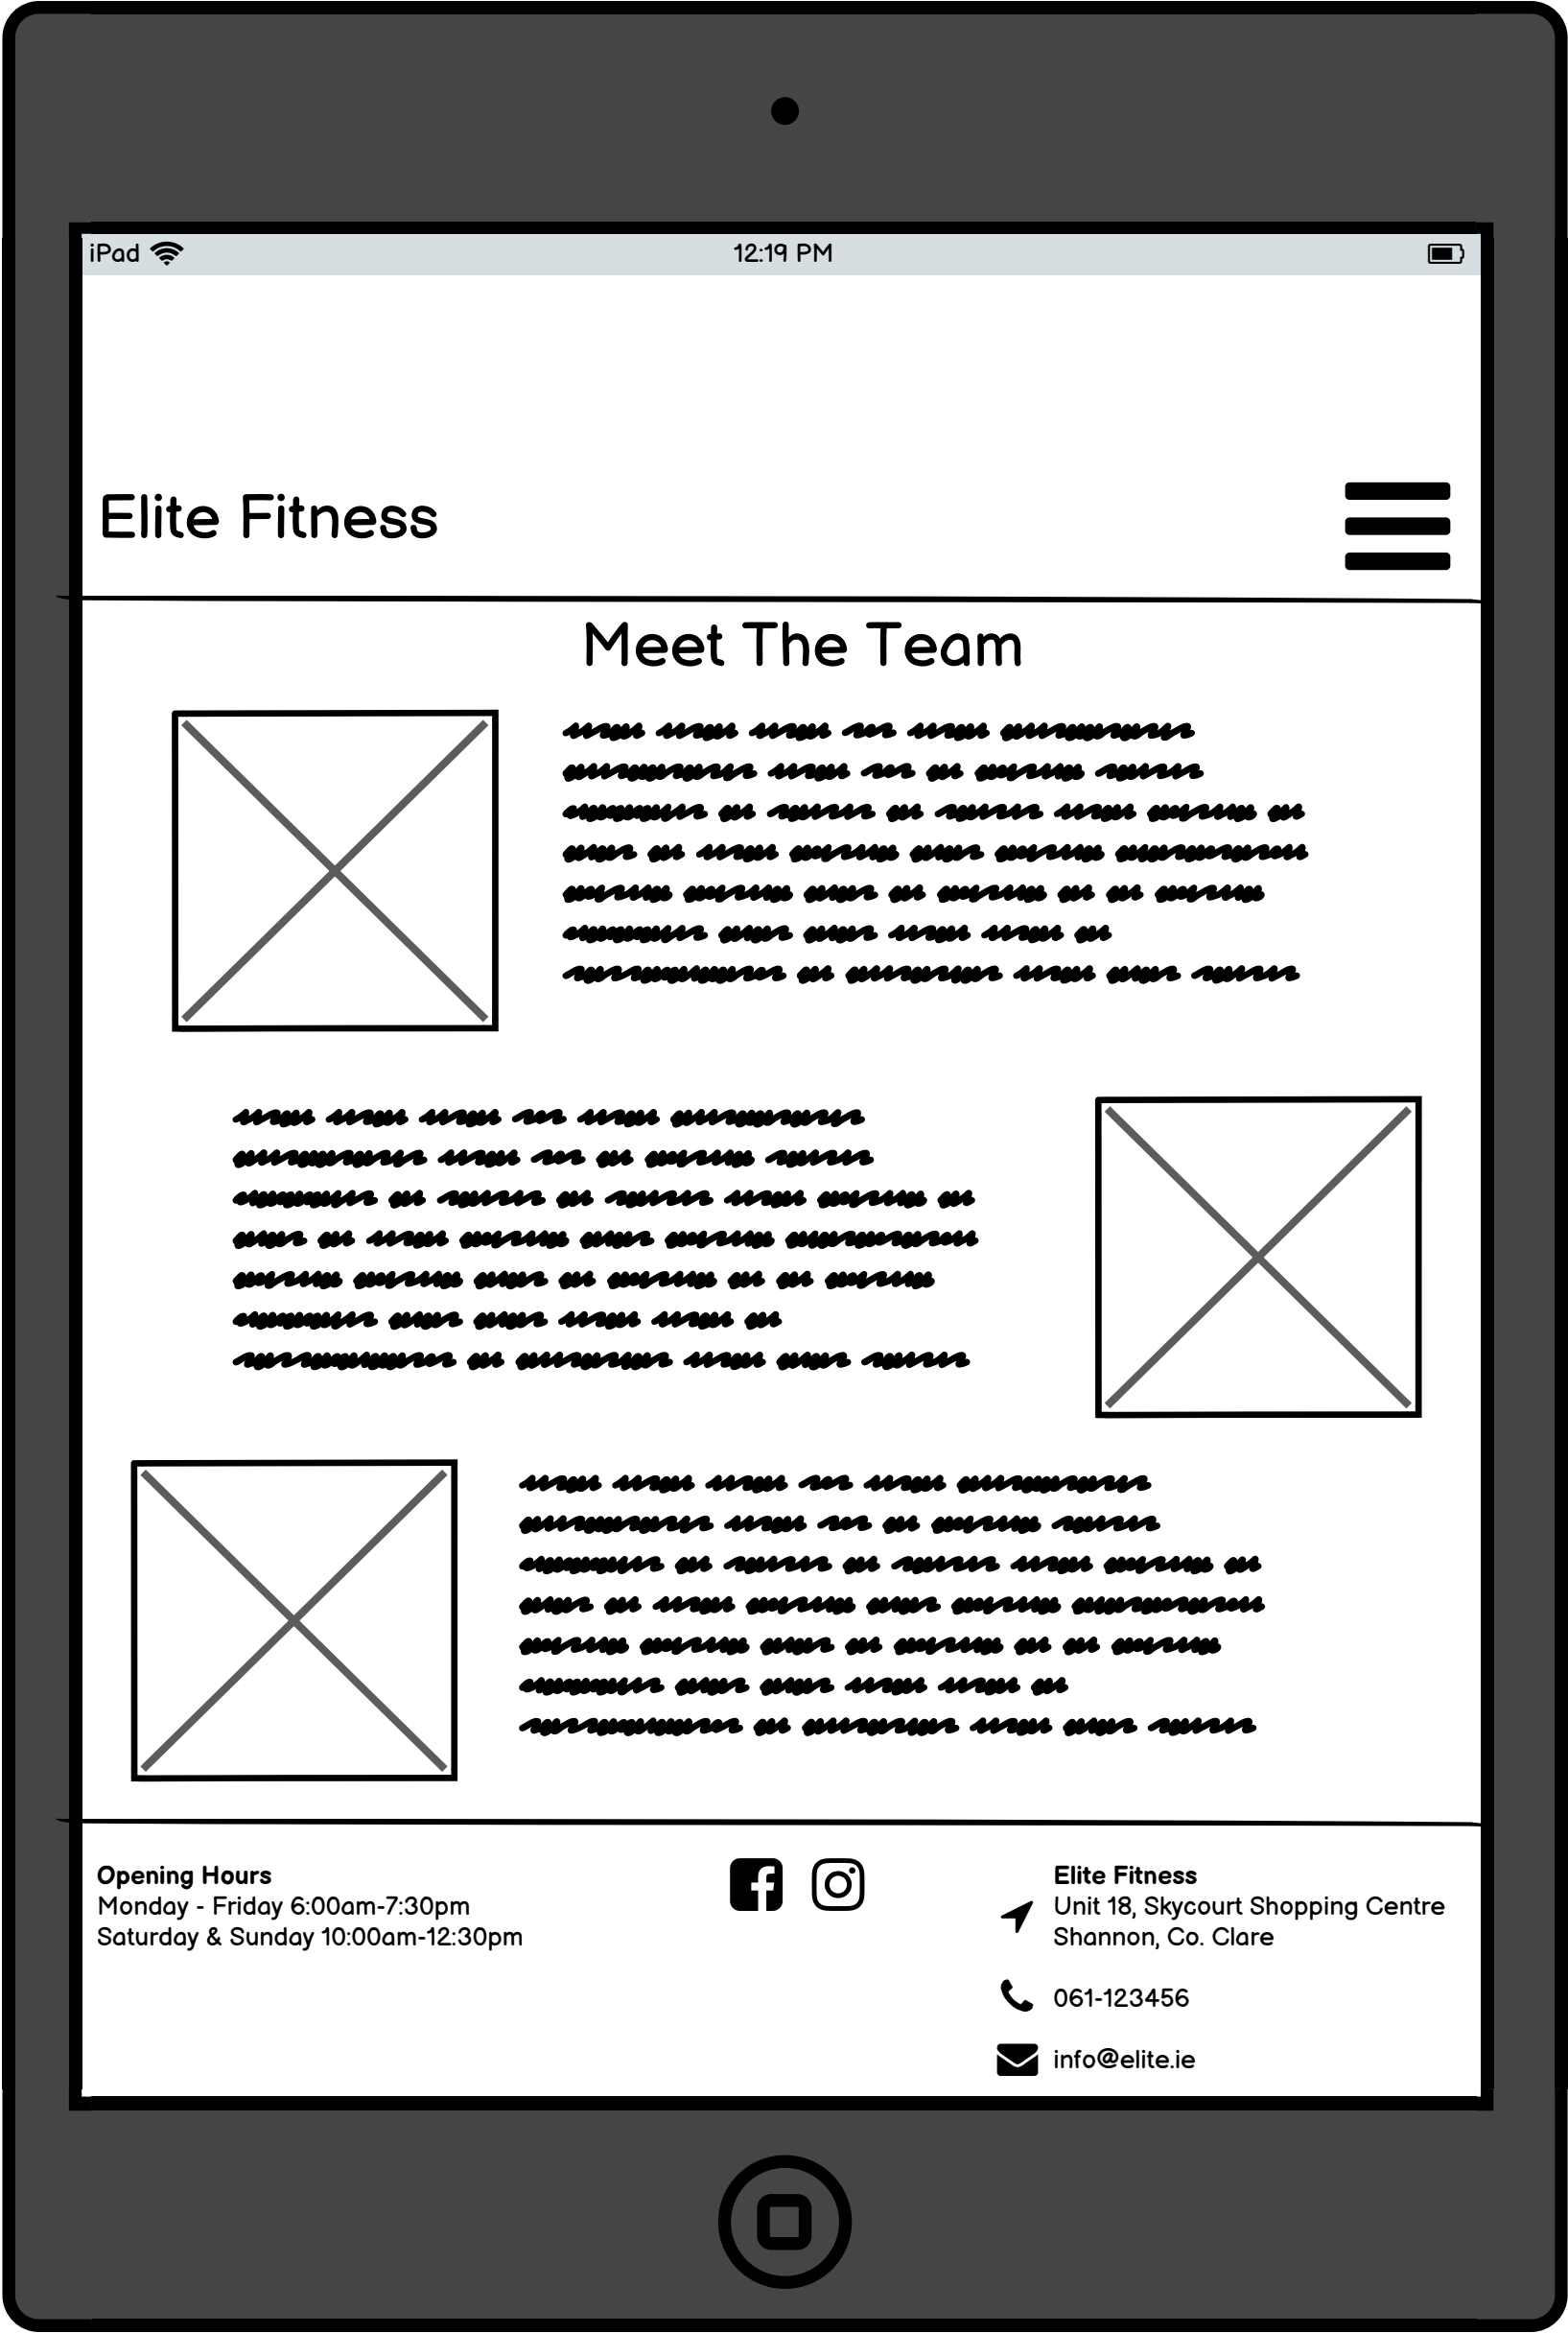 iPad 12:19 PM
Elite Fitness
Meet The Team
Opening Hours
Monday - Friday 6:00am-7:30pm
Saturday & Sunday 10:00am-12:30pm
Elite Fitness
Unit 18, Skycourt Shopping Centre
Shannon, Co. Clare
061-123456
info@elite.ie